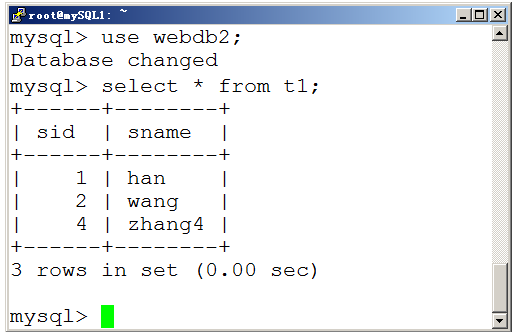 root@mySQL1: ~
mysql> use webdb2;
Database changed
mysql> select * from t1;
+------+--------+
| sid  | sname  |
+------+--------+
|    1 | han    |
|    2 | wang   |
|    4 | zhang4 |
+------+--------+
3 rows in set (0.00 sec)
mysql>